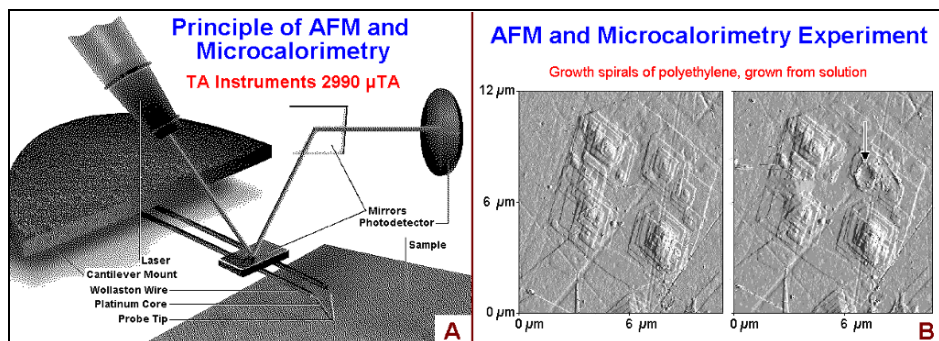 Principle of AFM and
Microcalorimetry
TA Instruments 2990 µTA
Mirrors
Photodetector
Sample
Laser
Cantilever Mount
Wollaston Wire
Platinum Core
Probe Tip
A
AFM and Microcalorimetry Experiment
Growth spirals of polyethylene, grown from solution
12 µm
6 µm
0 µm
0 µm
6 µm
0 µm
6 µm
B